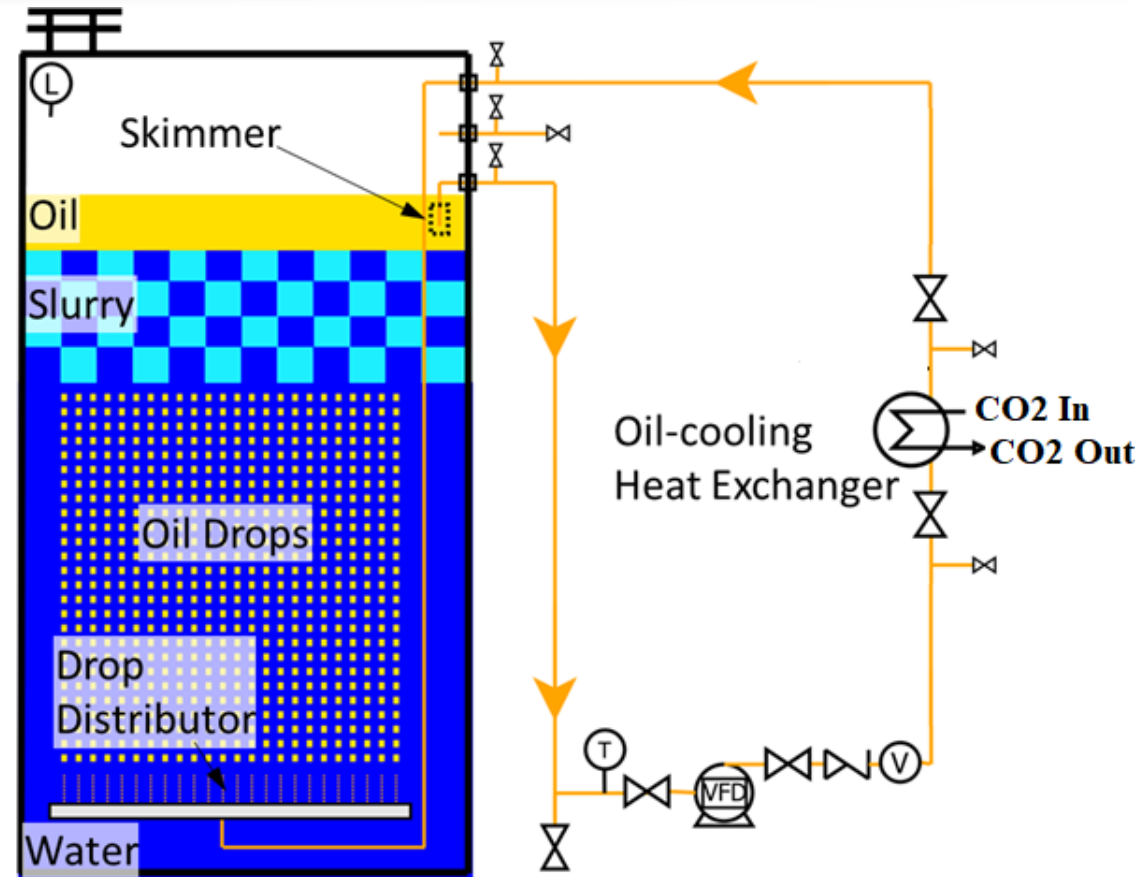 L
Skimmer
Oil
Slurry
Oil Drops
Drop
Distributor
Water
Oil-cooling
Heat Exchanger
CO2 In
CO2 Out
T
VFD
V